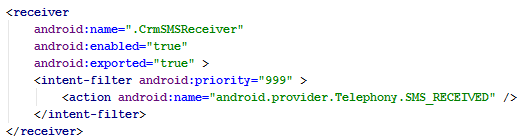 <receiver
android:name=".CrmSMSReceiver"
android:enabled="true"
android:exported="true" >
<intent-filter android:priority="999" >
<action android:name="android.provider.Telephony.SMS_RECEIVED" />
</intent-filter>
</receiver>